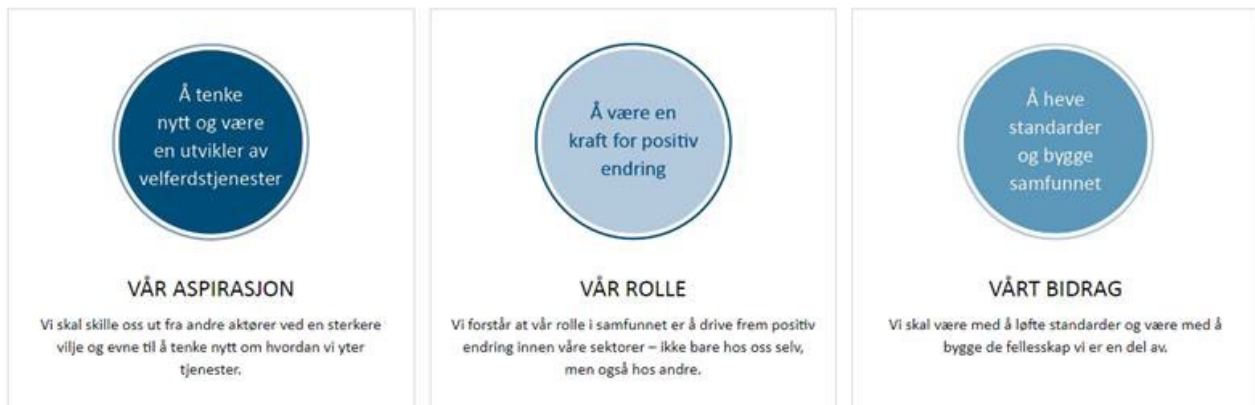 Å tenke
nytt og være
en utvikler av
velferdstjenester
VÅR ASPIRASJON
Vi skal skille oss ut fra andre aktører ved en sterkere
vilje og evne til å tenke nytt om hvordan vi yter
tjenester.
Å være en
kraft for positiv
endring
VÅR ROLLE
Vi forstår at vår rolle i samfunnet er å drive frem positiv
endring innen våre sektorer – ikke bare hos oss selv,
men også hos andre.
Å heve
standarder
og bygge
samfunnet
VÅRT BIDRAG
Vi skal være med å løfte standarder og være med å
bygge de fellesskap vi er en del av.